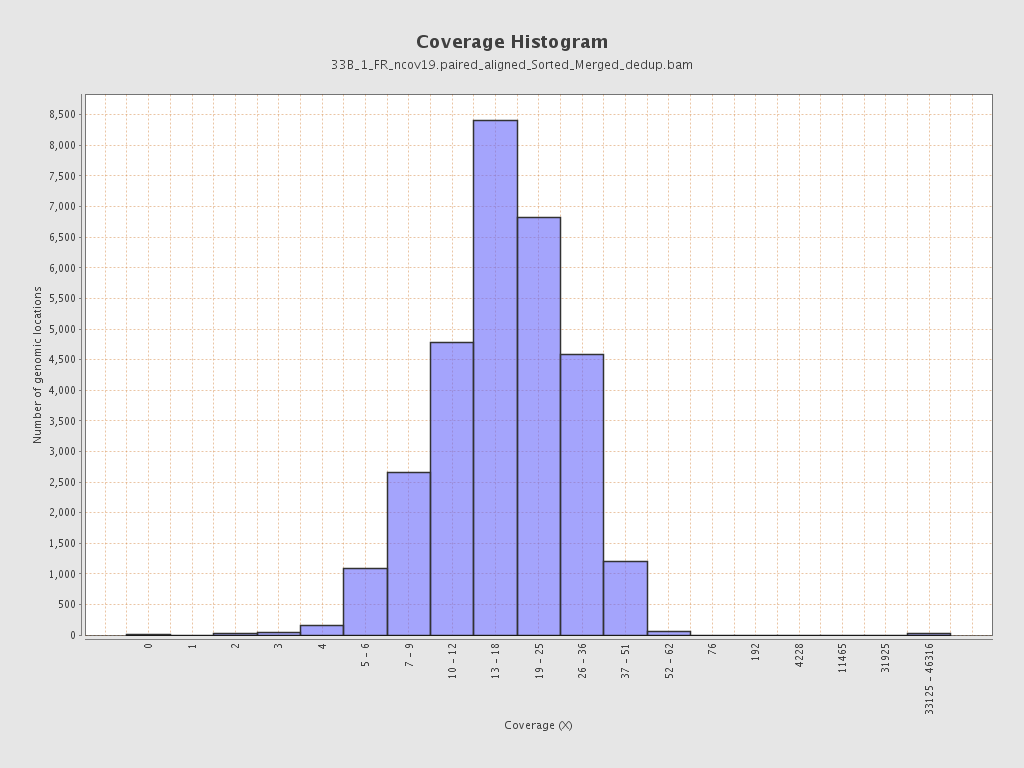 Coverage Histogram
33B_1_FR_ncov19.paired_aligned_Sorted_Merged_dedup.bam
Number of genomic locations
8,500
8,000
7,500
7,000
6,500
6,000
5,500
5,000
4,500
4,000
3,500
3,000
2,500
2,000
1,500
1,000
500
0
0
1
2
3
4
5 - 6
7 - 9
10 - 12
13 - 18
19 - 25
26 - 36
37 - 51
52 - 62
76
192
4228
11465
31925
33125 - 46316
Coverage (X)